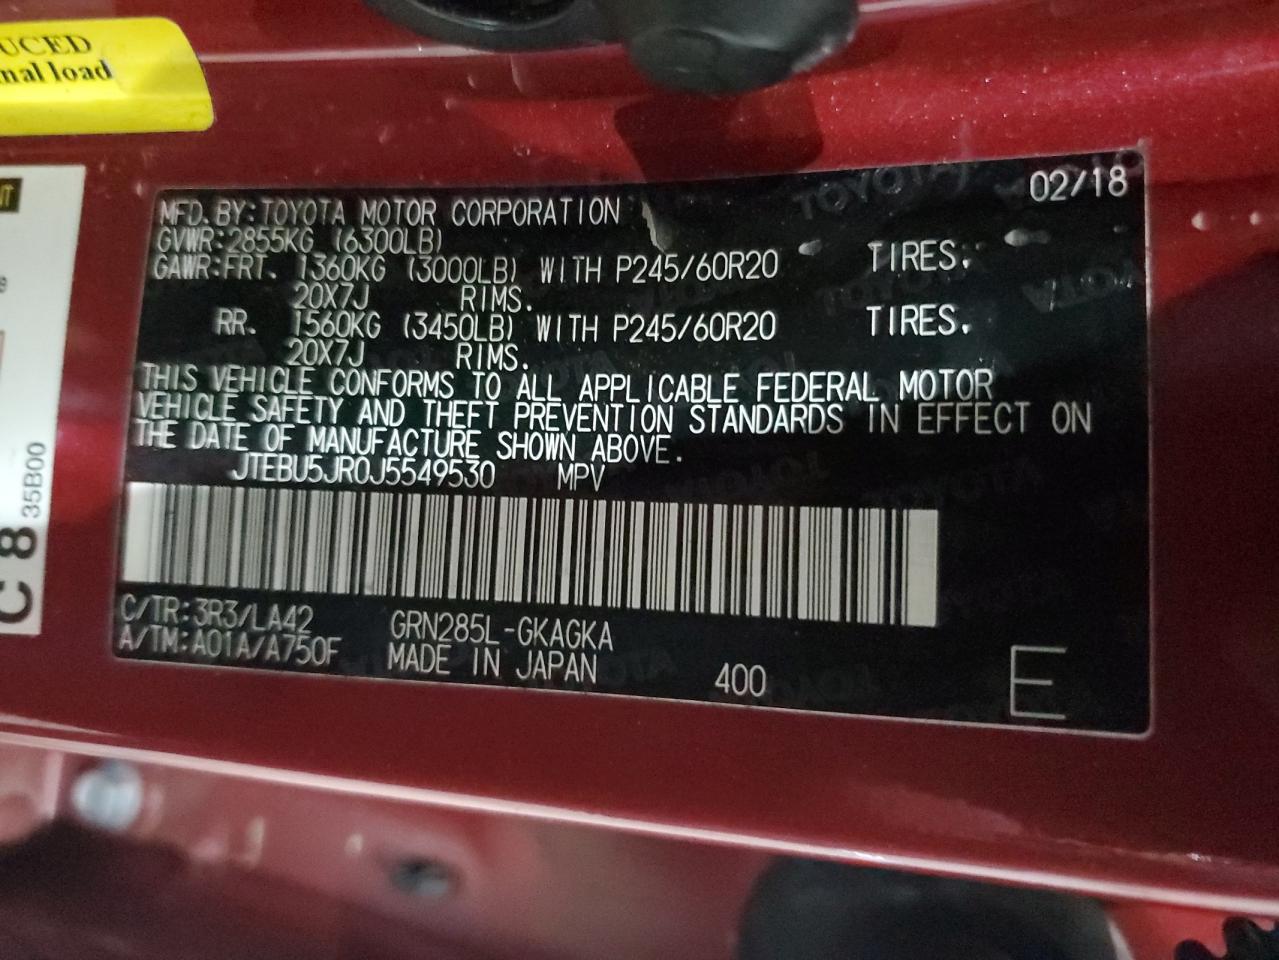 UCED
nal load
NT
C 8
35B00
02/18
MFD. BY: TOYOTA MOTOR CORPORATION
GVWR: 2855KG (6300LB)
GAWR: FRT. 1360KG (3000LB) WITH P245/60R20 TIRES.
20X7J RIMS.
RR. 1560KG (3450LB) WITH P245/60R20 TIRES.
20X7J RIMS.
THIS VEHICLE CONFORMS TO ALL APPLICABLE FEDERAL MOTOR
VEHICLE SAFETY AND THEFT PREVENTION STANDARDS IN EFFECT ON
THE DATE OF MANUFACTURE SHOWN ABOVE.
JTEBU5JR0J5549530 MPV
C/TR: 3R3/LA42 GRN285L-GKAGKA
A/TM: A01A/A750F MADE IN JAPAN 400
E